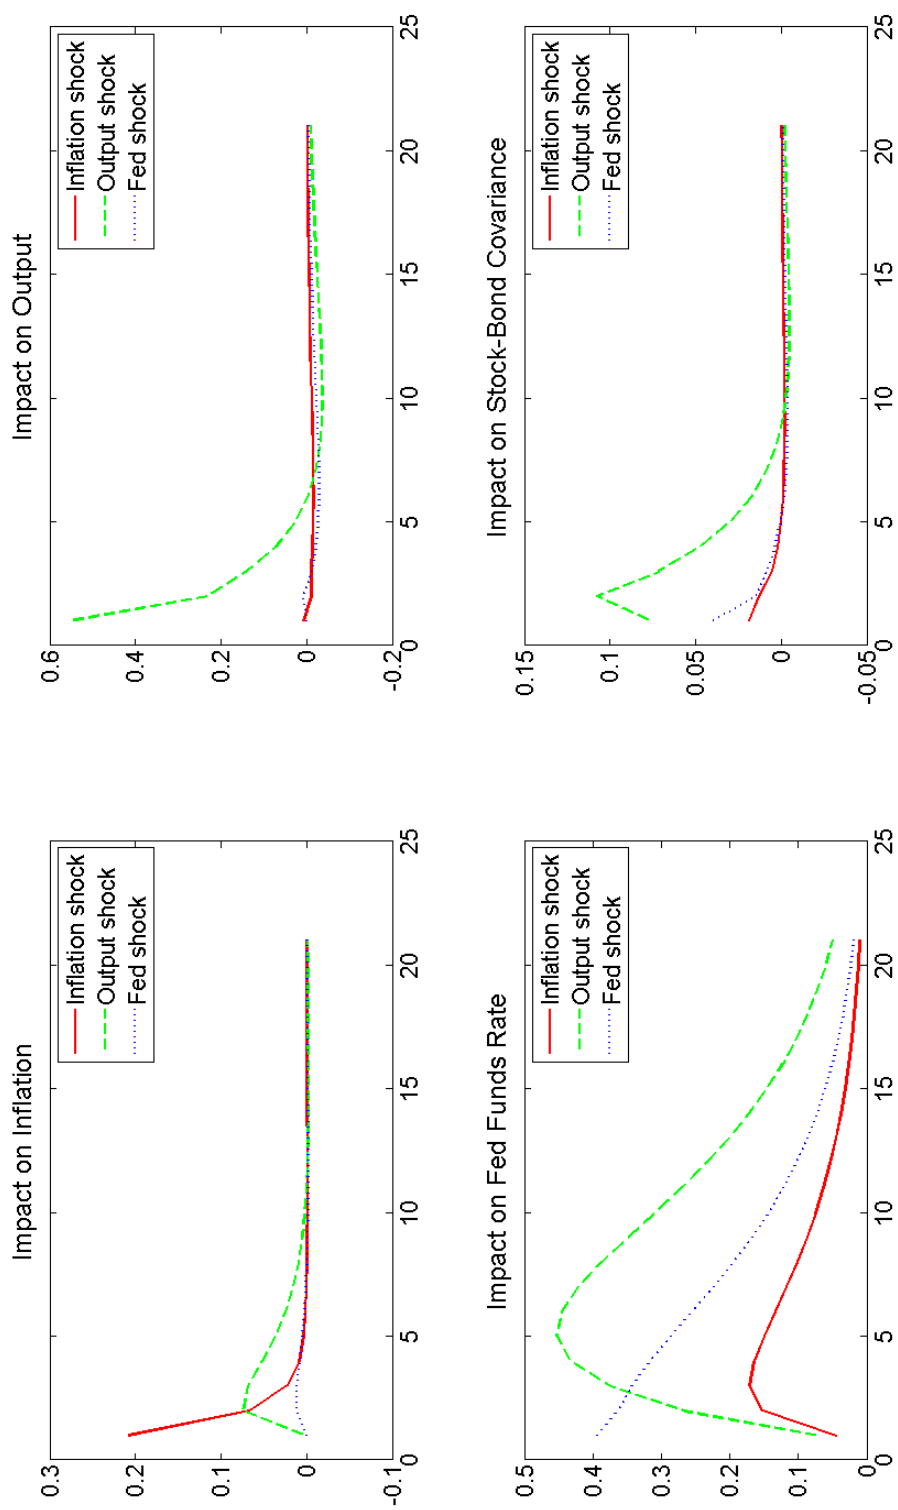 Impact on Inflation
0.3
0.2
0.1
0
-0.1
0
5
10
15
20
25
Inflation shock
Output shock
Fed shock
Impact on Output
0.6
0.4
0.2
0
-0.2
0
5
10
15
20
25
Inflation shock
Output shock
Fed shock
Impact on Fed Funds Rate
0.5
0.4
0.3
0.2
0.1
0
0
5
10
15
20
25
Inflation shock
Output shock
Fed shock
Impact on Stock-Bond Covariance
0.15
0.1
0.05
0
-0.05
0
5
10
15
20
25
Inflation shock
Output shock
Fed shock